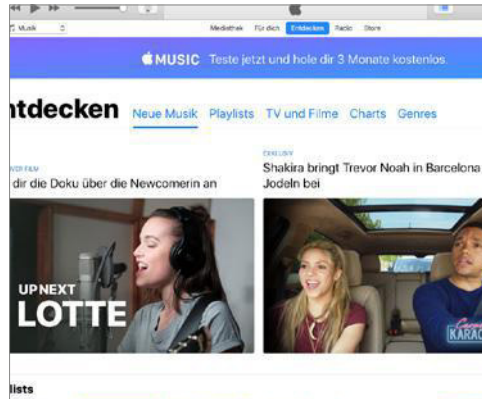 Musik
Mediathek Für dich Entdecken Radio Store
MUSIC Teste jetzt und hole dir 3 Monate kostenlos.
ntdecken Neue Musik Playlists TV und Filme Charts Genres
dir die Doku über die Newcomerin an
Shakira bringt Trevor Noah in Barcelona
Jodeln bei
UP NEXT
LOTTE
KARAO
lists